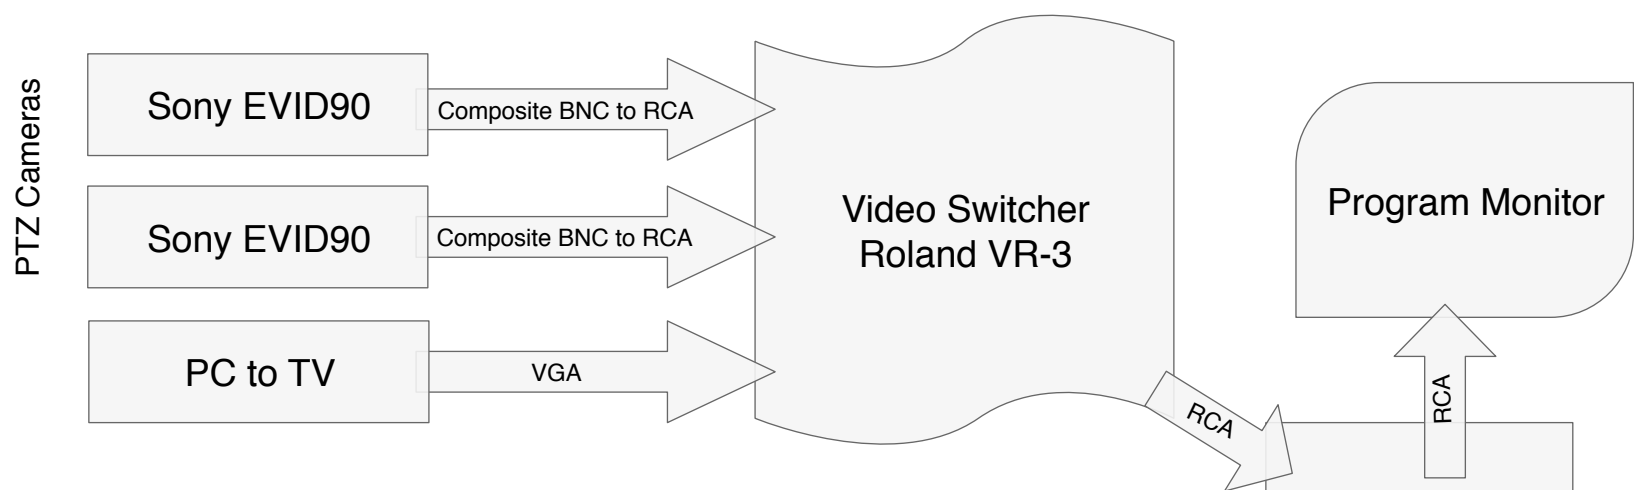 PTZ Cameras
Sony EVID90
Composite BNC to RCA
Sony EVID90
Composite BNC to RCA
PC to TV
VGA
Video Switcher
Roland VR-3
RCA
Program Monitor
RCA